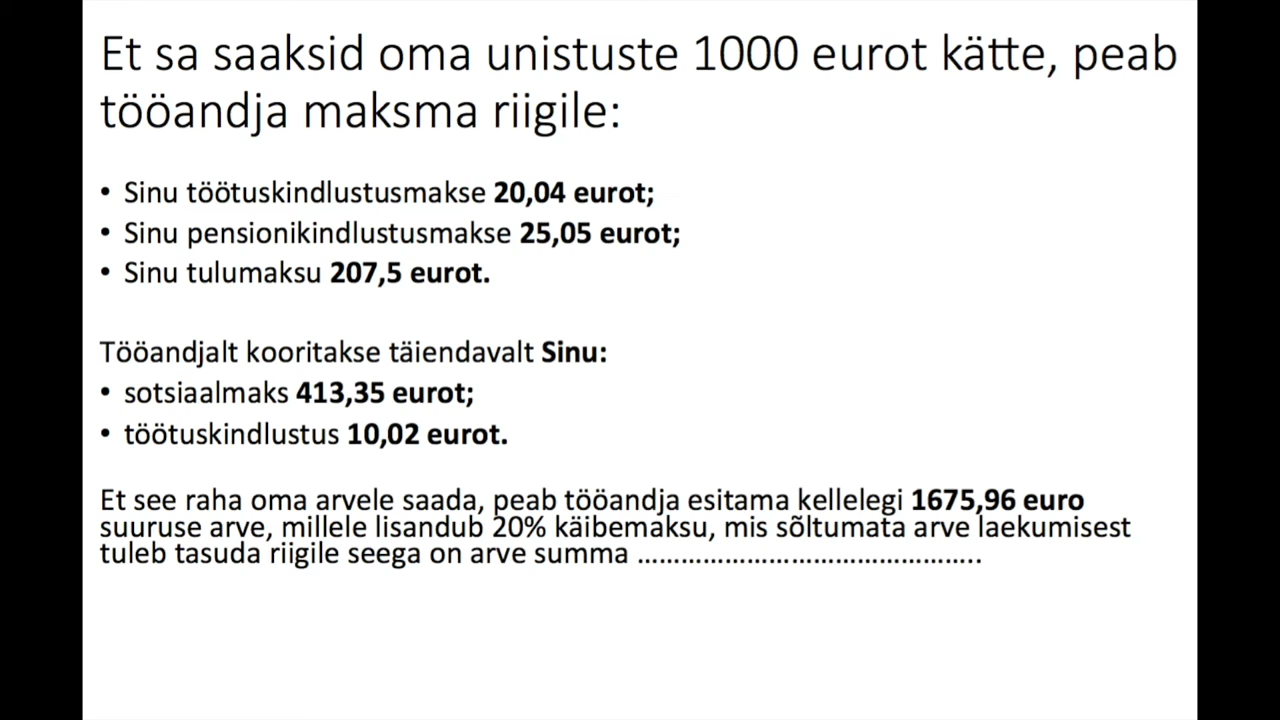 Et sa saaksid oma unistuste 1000 eurot kätte, peab
tööandja maksma riigile:
• Sinu töötuskindlustusmakse 20,04 eurot;
• Sinu pensionikindlustusmakse 25,05 eurot;
• Sinu tulumaksu 207,5 eurot.
Tööandjalt kooritakse täiendavalt Sinu:
• sotsiaalmaks 413,35 eurot;
• töötuskindlustus 10,02 eurot.
Et see raha oma arvele saada, peab tööandja esitama kellelegi 1675,96 euro
suuruse arve, millele lisandub 20% käibemaksu, mis sõltumata arve laekumisest
tuleb tasuda riigile seega on arve summa ……………………………………..